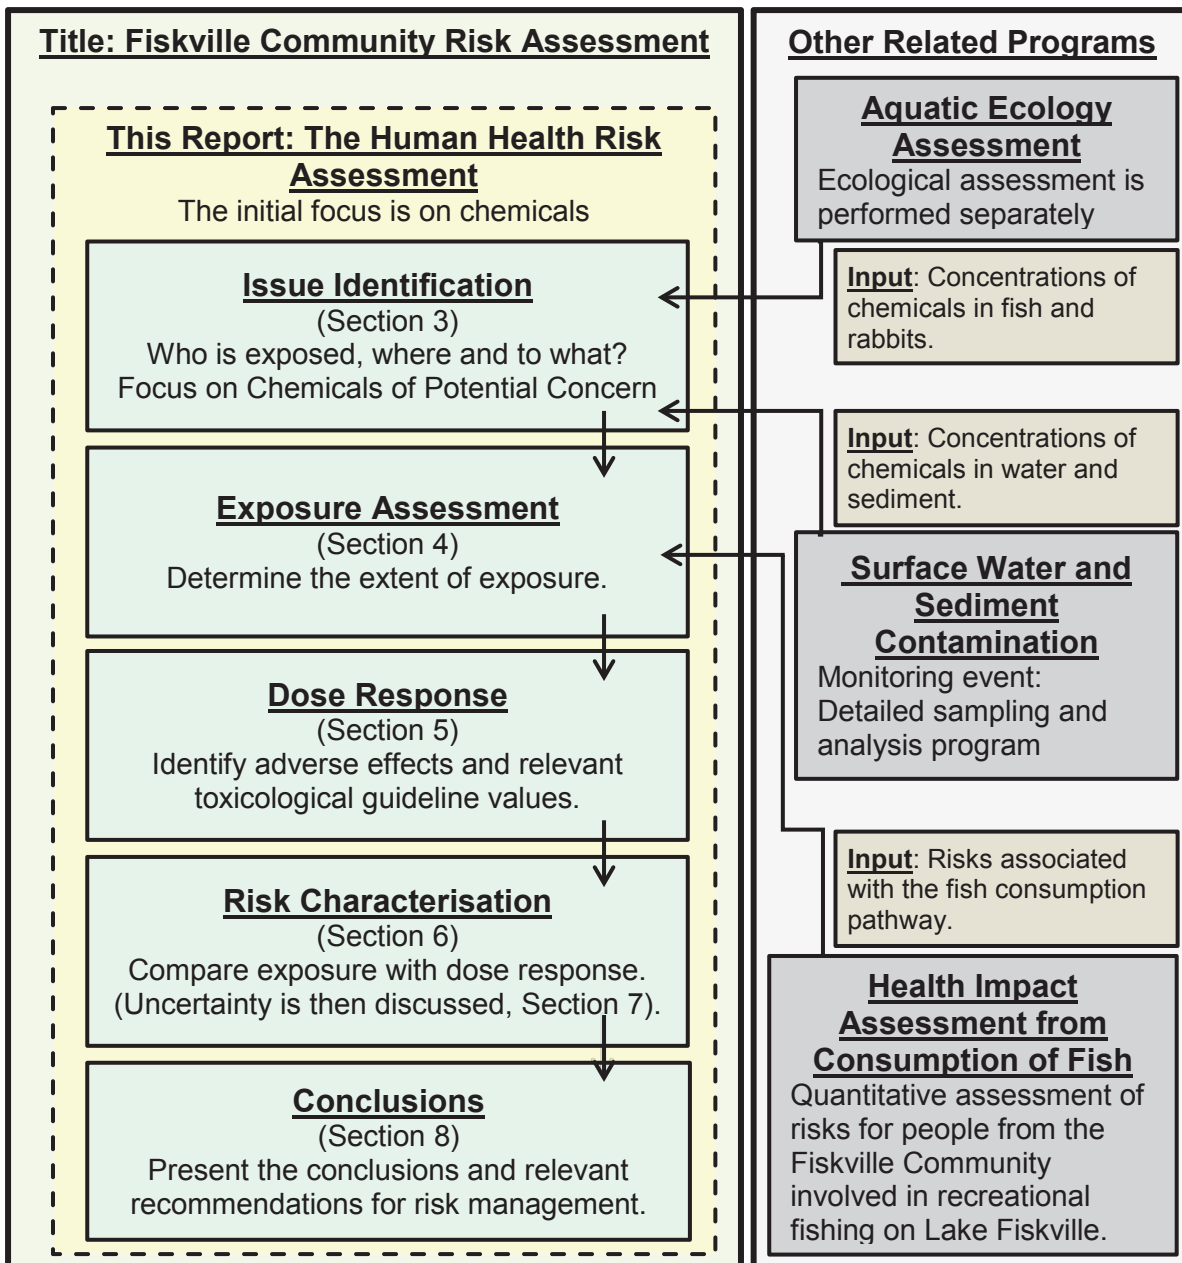 Title: Fiskville Community Risk Assessment
This Report: The Human Health Risk
Assessment
The initial focus is on chemicals
Issue Identification
(Section 3)
Who is exposed, where and to what?
Focus on Chemicals of Potential Concern
Exposure Assessment
(Section 4)
Determine the extent of exposure.
Dose Response
(Section 5)
Identify adverse effects and relevant
toxicological guideline values.
Risk Characterisation
(Section 6)
Compare exposure with dose response.
(Uncertainty is then discussed, Section 7).
Conclusions
(Section 8)
Present the conclusions and relevant
recommendations for risk management.
Other Related Programs
Aquatic Ecology
Assessment
Ecological assessment is
performed separately
Input: Concentrations of
chemicals in fish and
rabbits.
Input: Concentrations of
chemicals in water and
sediment.
Surface Water and
Sediment
Contamination
Monitoring event:
Detailed sampling and
analysis program
Input: Risks associated
with the fish consumption
pathway.
Health Impact
Assessment from
Consumption of Fish
Quantitative assessment of
risks for people from the
Fiskville Community
involved in recreational
fishing on Lake Fiskville.